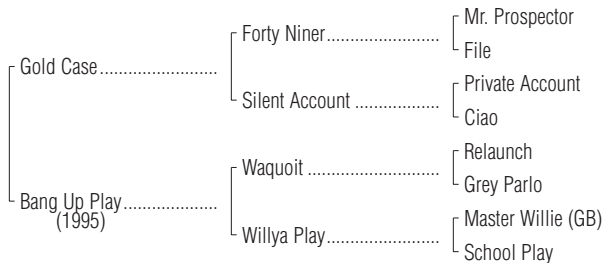 Mr. Prospector
Forty Niner....................................
File
Gold Case.......................................
Private Account
Silent Account ............................
Ciao
Relaunch
Waquoit ............................................
Grey Parlo
Bang Up Play................................
(1995)
Master Willie (GB)
Willya Play.....................................
School Play